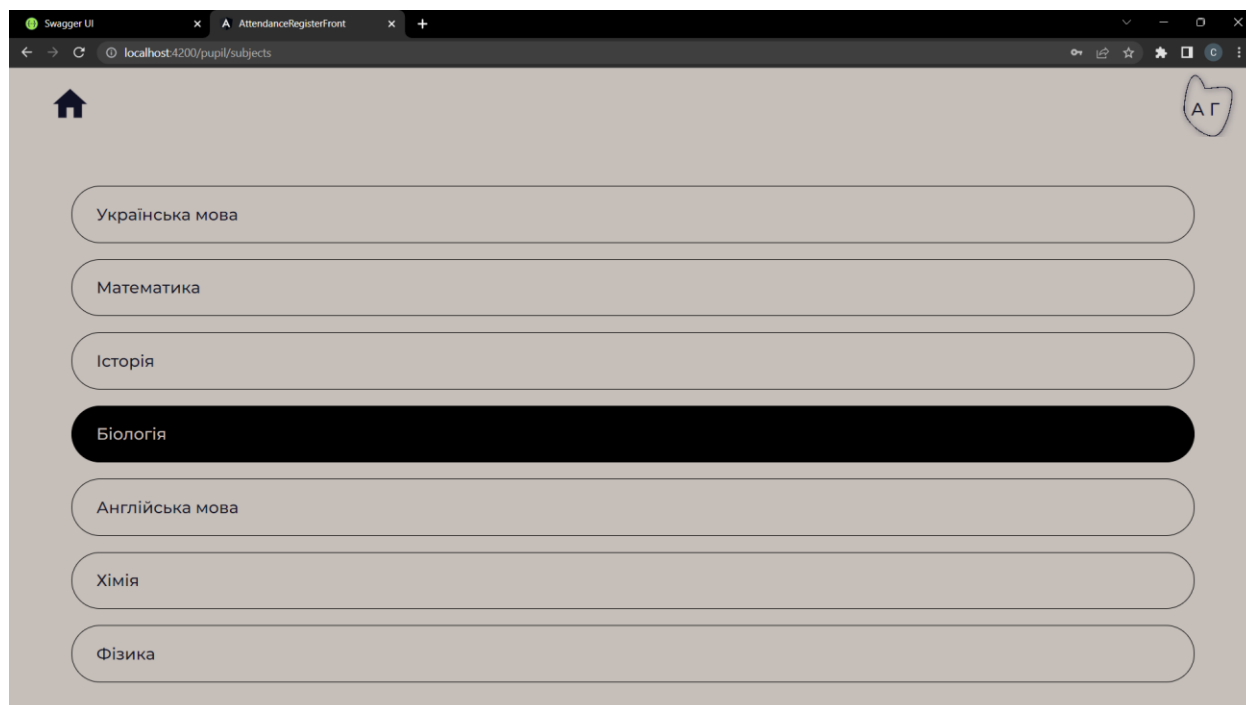 Swagger UI
AttendanceRegisterFront
localhost:4200/pupil/subjects
C
А Г
Українська мова
Математика
Історія
Біологія
Англійська мова
Хімія
Фізика